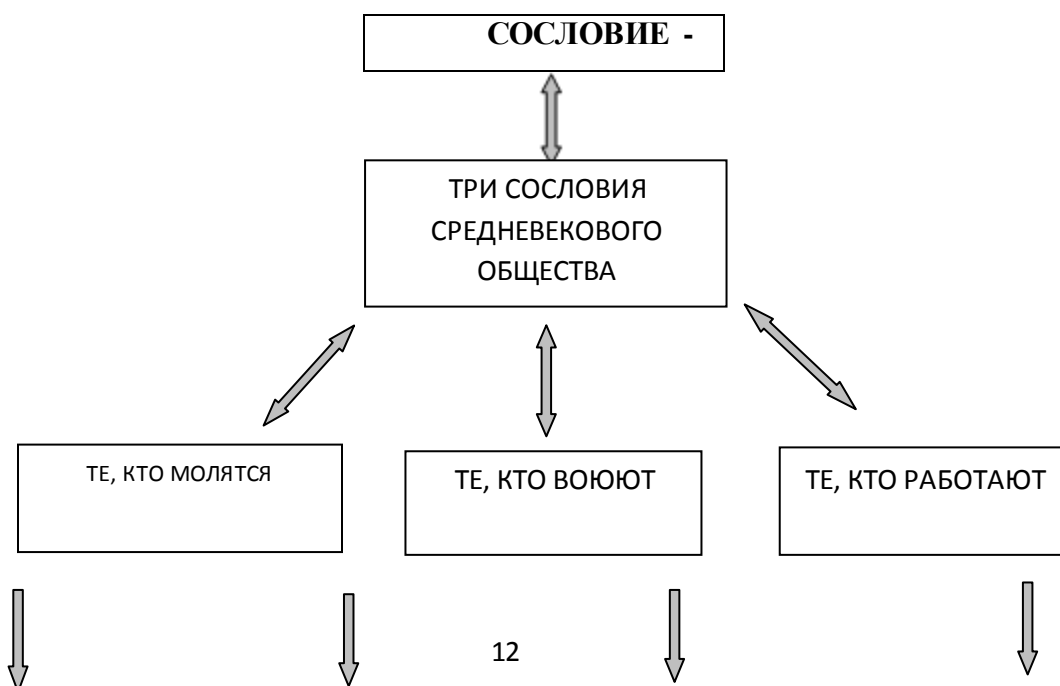 СОСЛОВИЕ -
ТРИ СОСЛОВИЯ
СРЕДНЕВЕКОВОГО
ОБЩЕСТВА
ТЕ, КТО МОЛЯТСЯ
ТЕ, КТО ВОЮЮТ
ТЕ, КТО РАБОТАЮТ
12